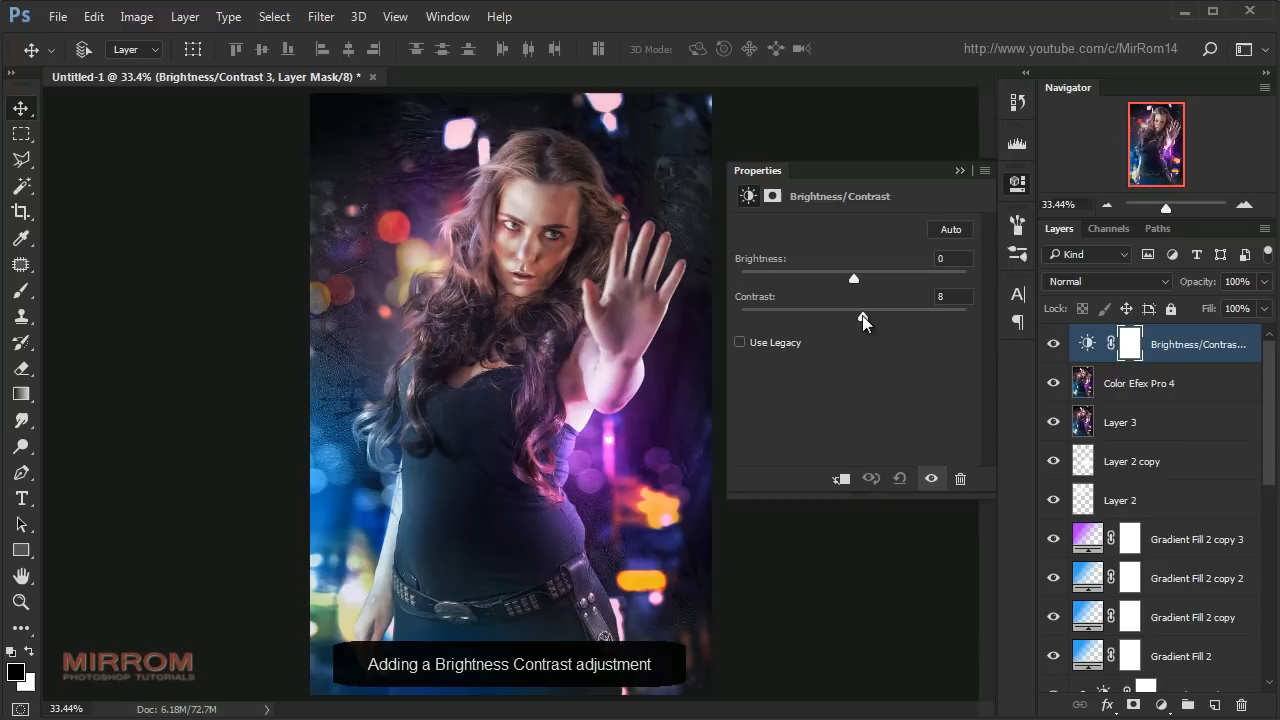 Ps File Edit Image Layer Type Select Filter 3D View Window Help
Layer 3D Mode: http://www.youtube.com/c/MirRom14
Untitled-1 @ 33.4% (Brightness/Contrast 3, Layer Mask/8) * ×
Navigator
33.44%
Properties
Brightness/Contrast
Auto
Brightness: 0
Contrast: 8
Use Legacy
Layers Channels Paths
Kind
Normal Opacity: 100%
Lock: Fill: 100%
Brightness/Contras...
Color Efex Pro 4
Layer 3
Layer 2 copy
Layer 2
Gradient Fill 2 copy 3
Gradient Fill 2 copy 2
Gradient Fill 2 copy
Gradient Fill 2
MIRROM
PHOTOSHOP TUTORIALS
Adding a Brightness Contrast adjustment
33.44% Doc: 6.18M/72.7M